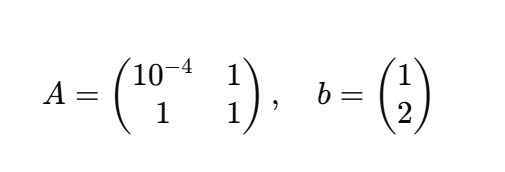 $A = \begin{pmatrix} 10^{-4} & 1 \\ 1 & 1 \end{pmatrix}, \quad b = \begin{pmatrix} 1 \\ 2 \end{pmatrix}$